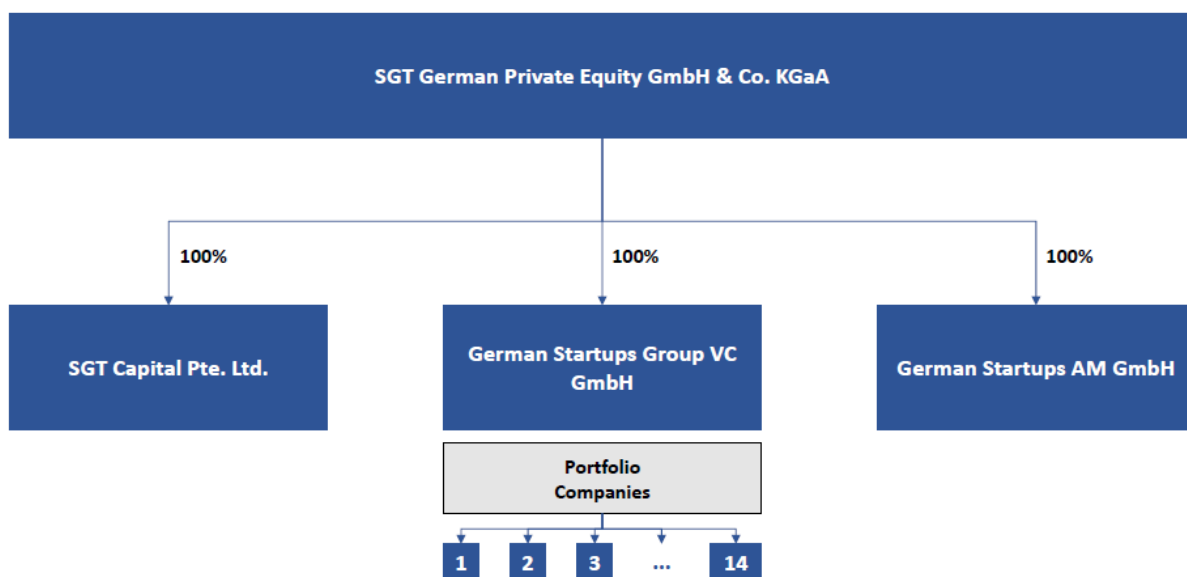 SGT German Private Equity GmbH & Co. KGaA
100%
100%
100%
SGT Capital Pte. Ltd.
German Startups Group VC
GmbH
German Startups AM GmbH
Portfolio
Companies
1
2
3
...
14